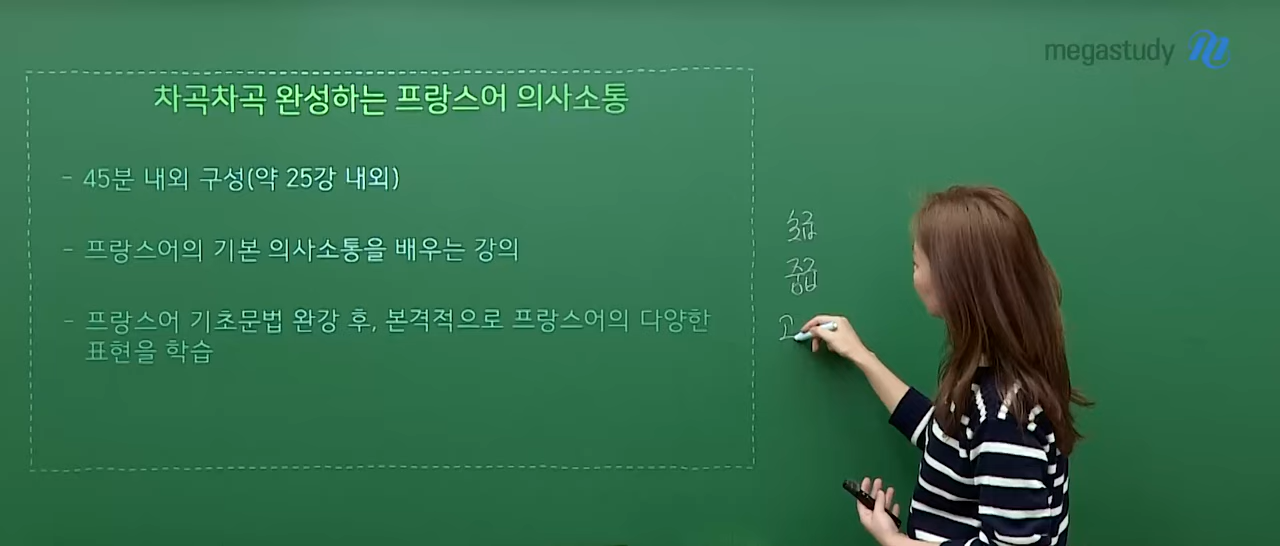 megastudy
차곡차곡 완성하는 프랑스어 의사소통
- 45분 내외 구성(약 25강 내외)
- 프랑스어의 기본 의사소통을 배우는 강의
- 프랑스어 기초문법 완강 후, 본격적으로 프랑스어의 다양한
표현을 학습
초급
중급
고